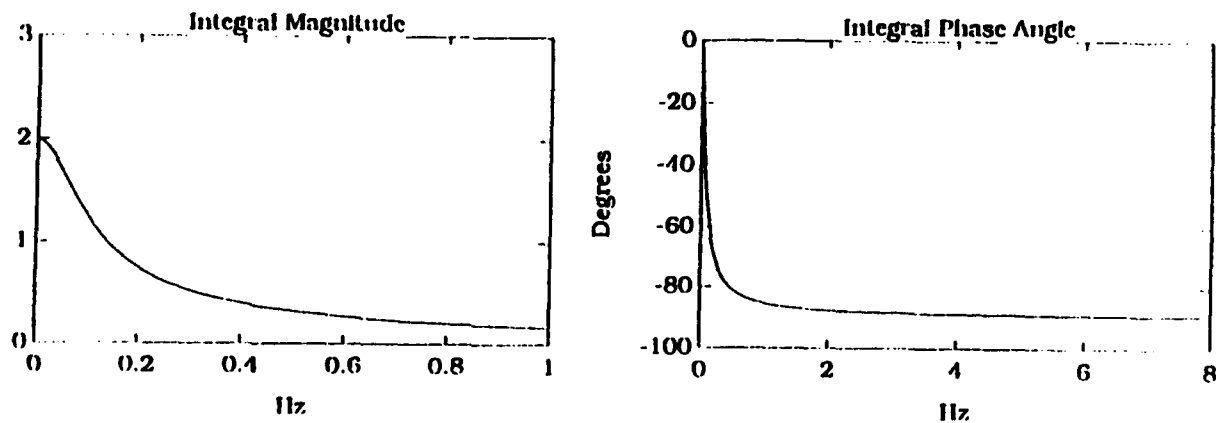 Integral Magnitude
3
2
1
0
0 0.2 0.4 0.6 0.8 1
Hz
Integral Phase Angle
0
-20
-40
-60
-80
-100
Degrees
0 2 4 6 8
Hz